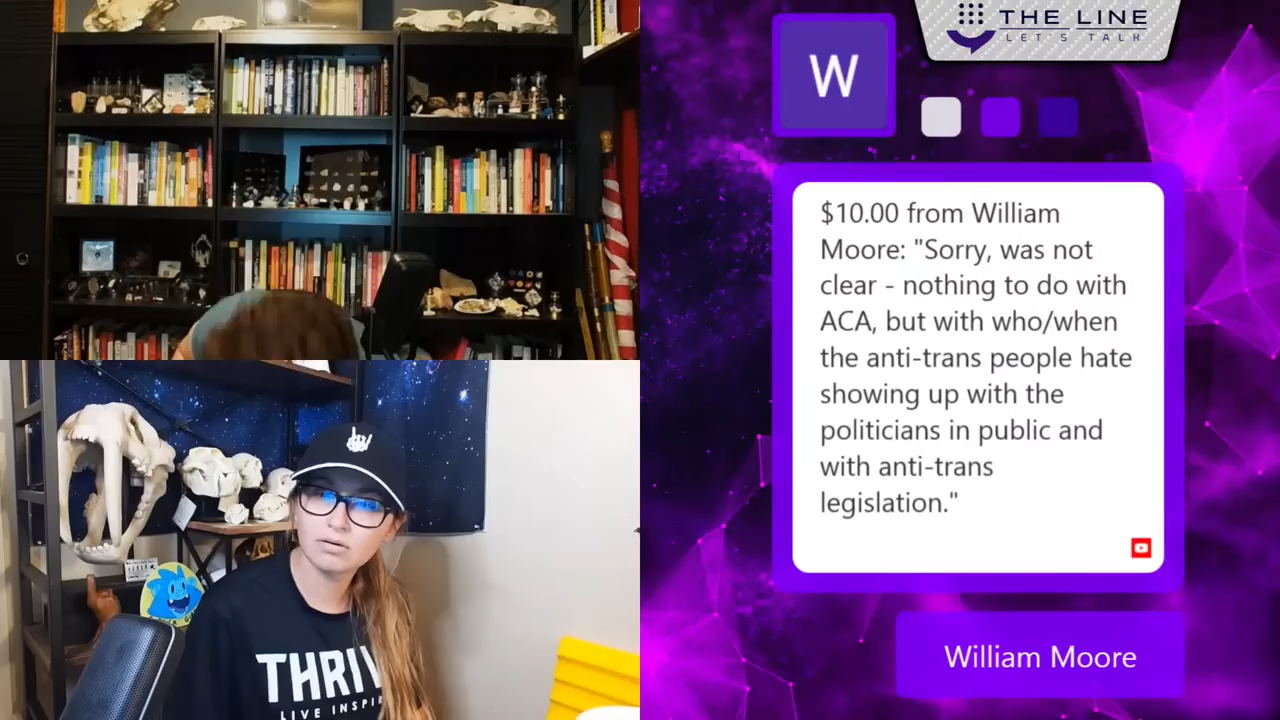 THE LINE
LET'S TALK
W
$10.00 from William
Moore: "Sorry, was not
clear - nothing to do with
ACA, but with who/when
the anti-trans people hate
showing up with the
politicians in public and
with anti-trans
legislation."
William Moore
THRIV
LIVE INSPI